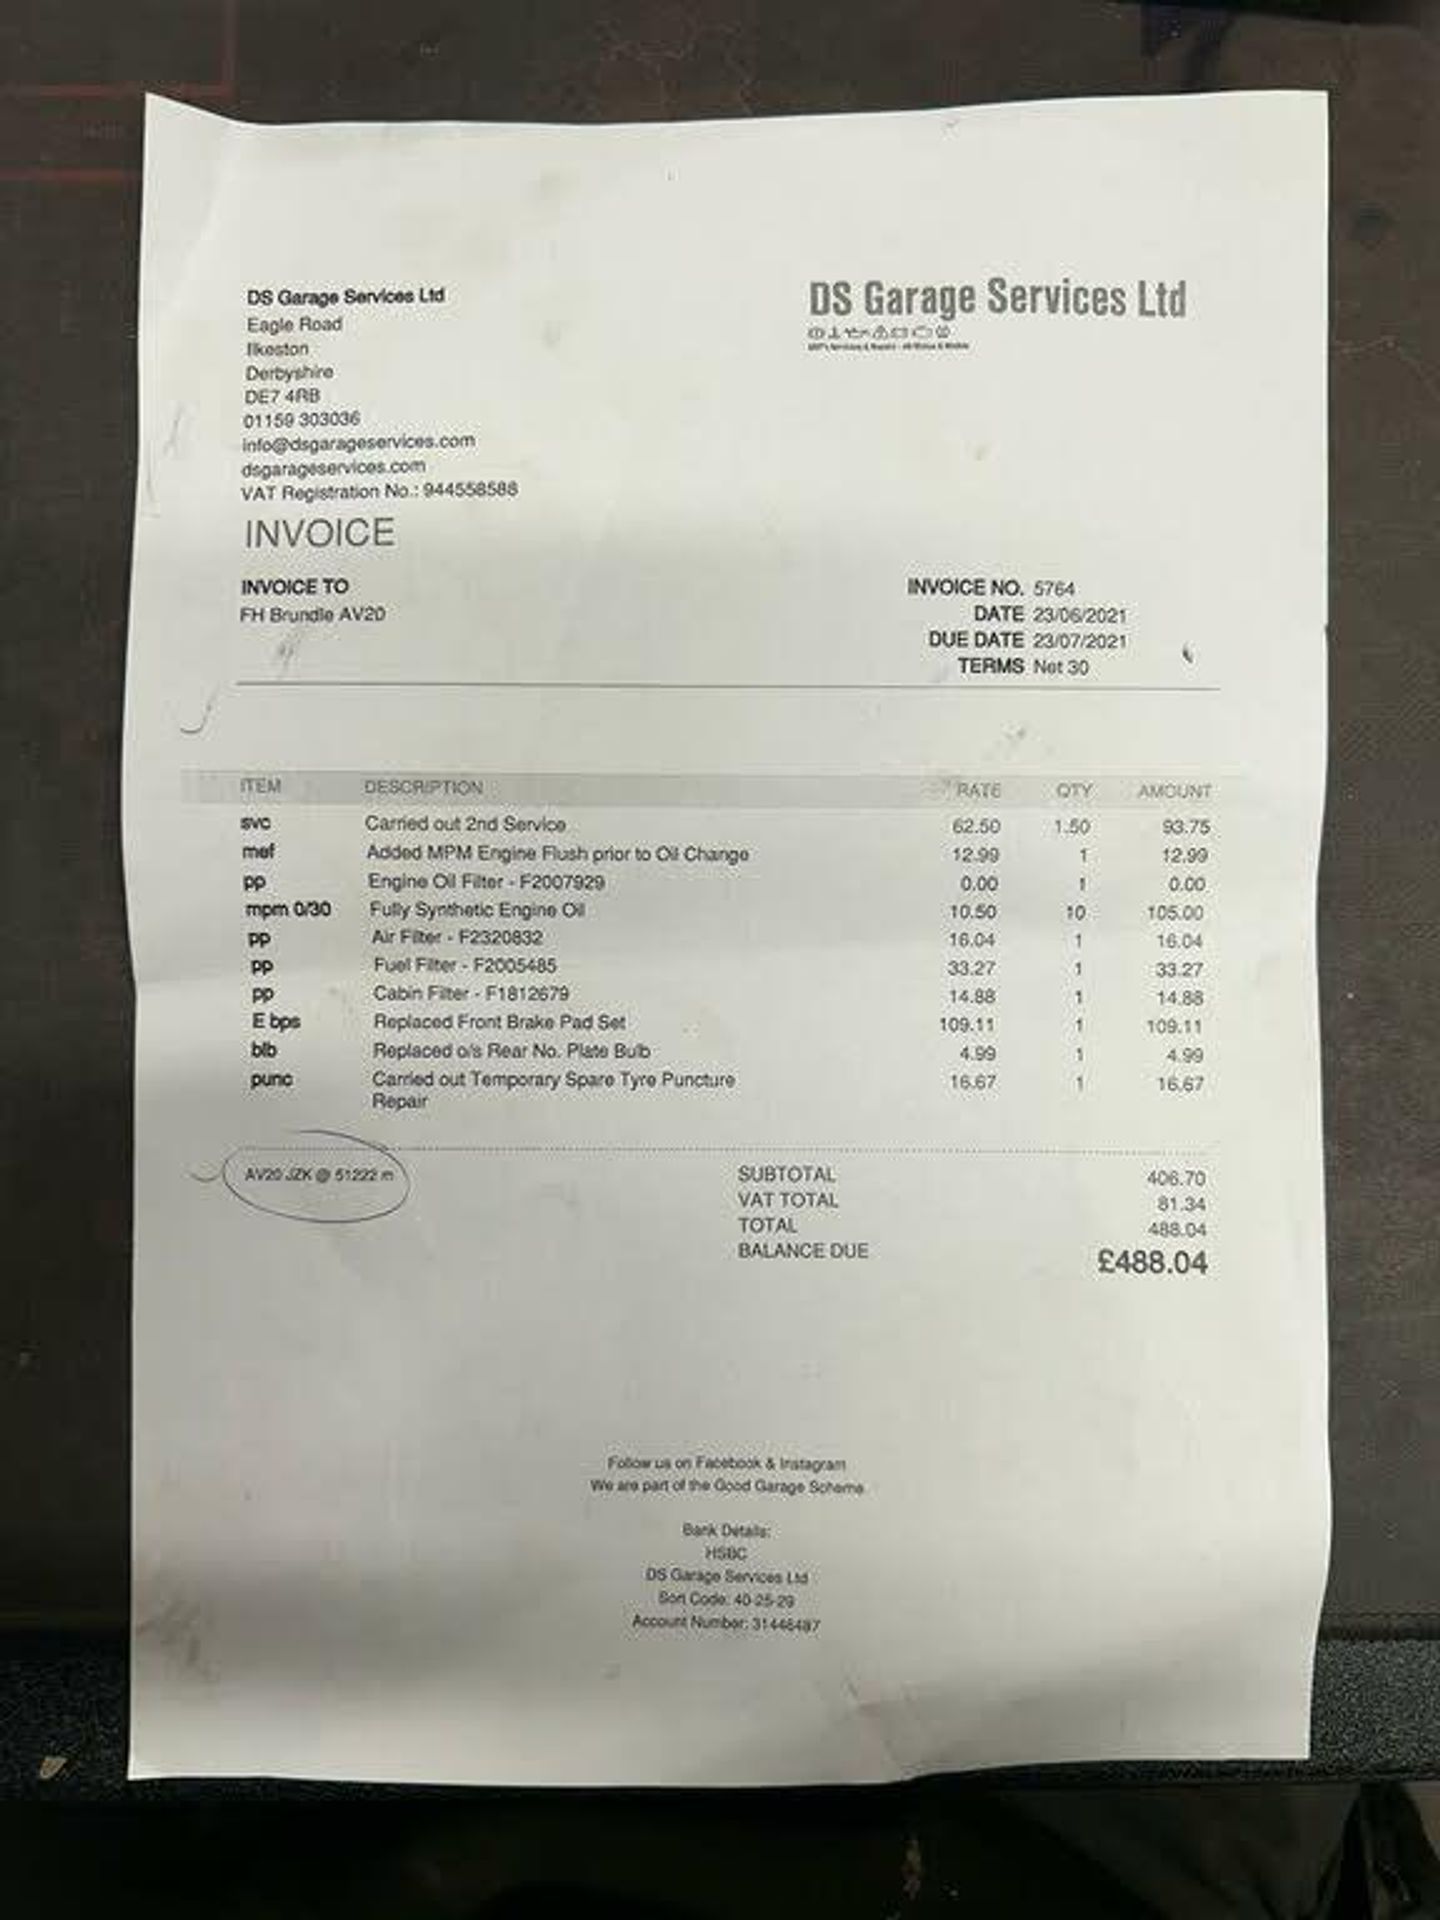 DS Garage Services Ltd
DS Garage Services Ltd
Eagle Road
Ilkeston
Derbyshire
DE7 4RB
01159 303036
info@dsgarageservices.com
dsgarageservices.com
VAT Registration No.: 944558588
INVOICE
INVOICE TO
FH Brundle AV20
INVOICE NO. 5764
DATE 23/06/2021
DUE DATE 23/07/2021
TERMS Net 30
ITEM DESCRIPTION RATE QTY AMOUNT
svc Carried out 2nd Service 62.50 1.50 93.75
mef Added MPM Engine Flush prior to Oil Change 12.99 1 12.99
pp Engine Oil Filter - F2007929 0.00 1 0.00
mpm 0/30 Fully Synthetic Engine Oil 10.50 10 105.00
pp Air Filter - F2320832 16.04 1 16.04
pp Fuel Filter - F2005485 33.27 1 33.27
pp Cabin Filter - F1812679 14.88 1 14.88
E bps Replaced Front Brake Pad Set 109.11 1 109.11
blb Replaced o/s Rear No. Plate Bulb 4.99 1 4.99
punc Carried out Temporary Spare Tyre Puncture 16.67 1 16.67
Repair
AV20 JZK @ 51222 m
SUBTOTAL 406.70
VAT TOTAL 81.34
TOTAL 488.04
BALANCE DUE £488.04
Follow us on Facebook & Instagram
We are part of the Good Garage Scheme
Bank Details:
HSBC
DS Garage Services Ltd
Sort Code: 40-25-29
Account Number: 31446487